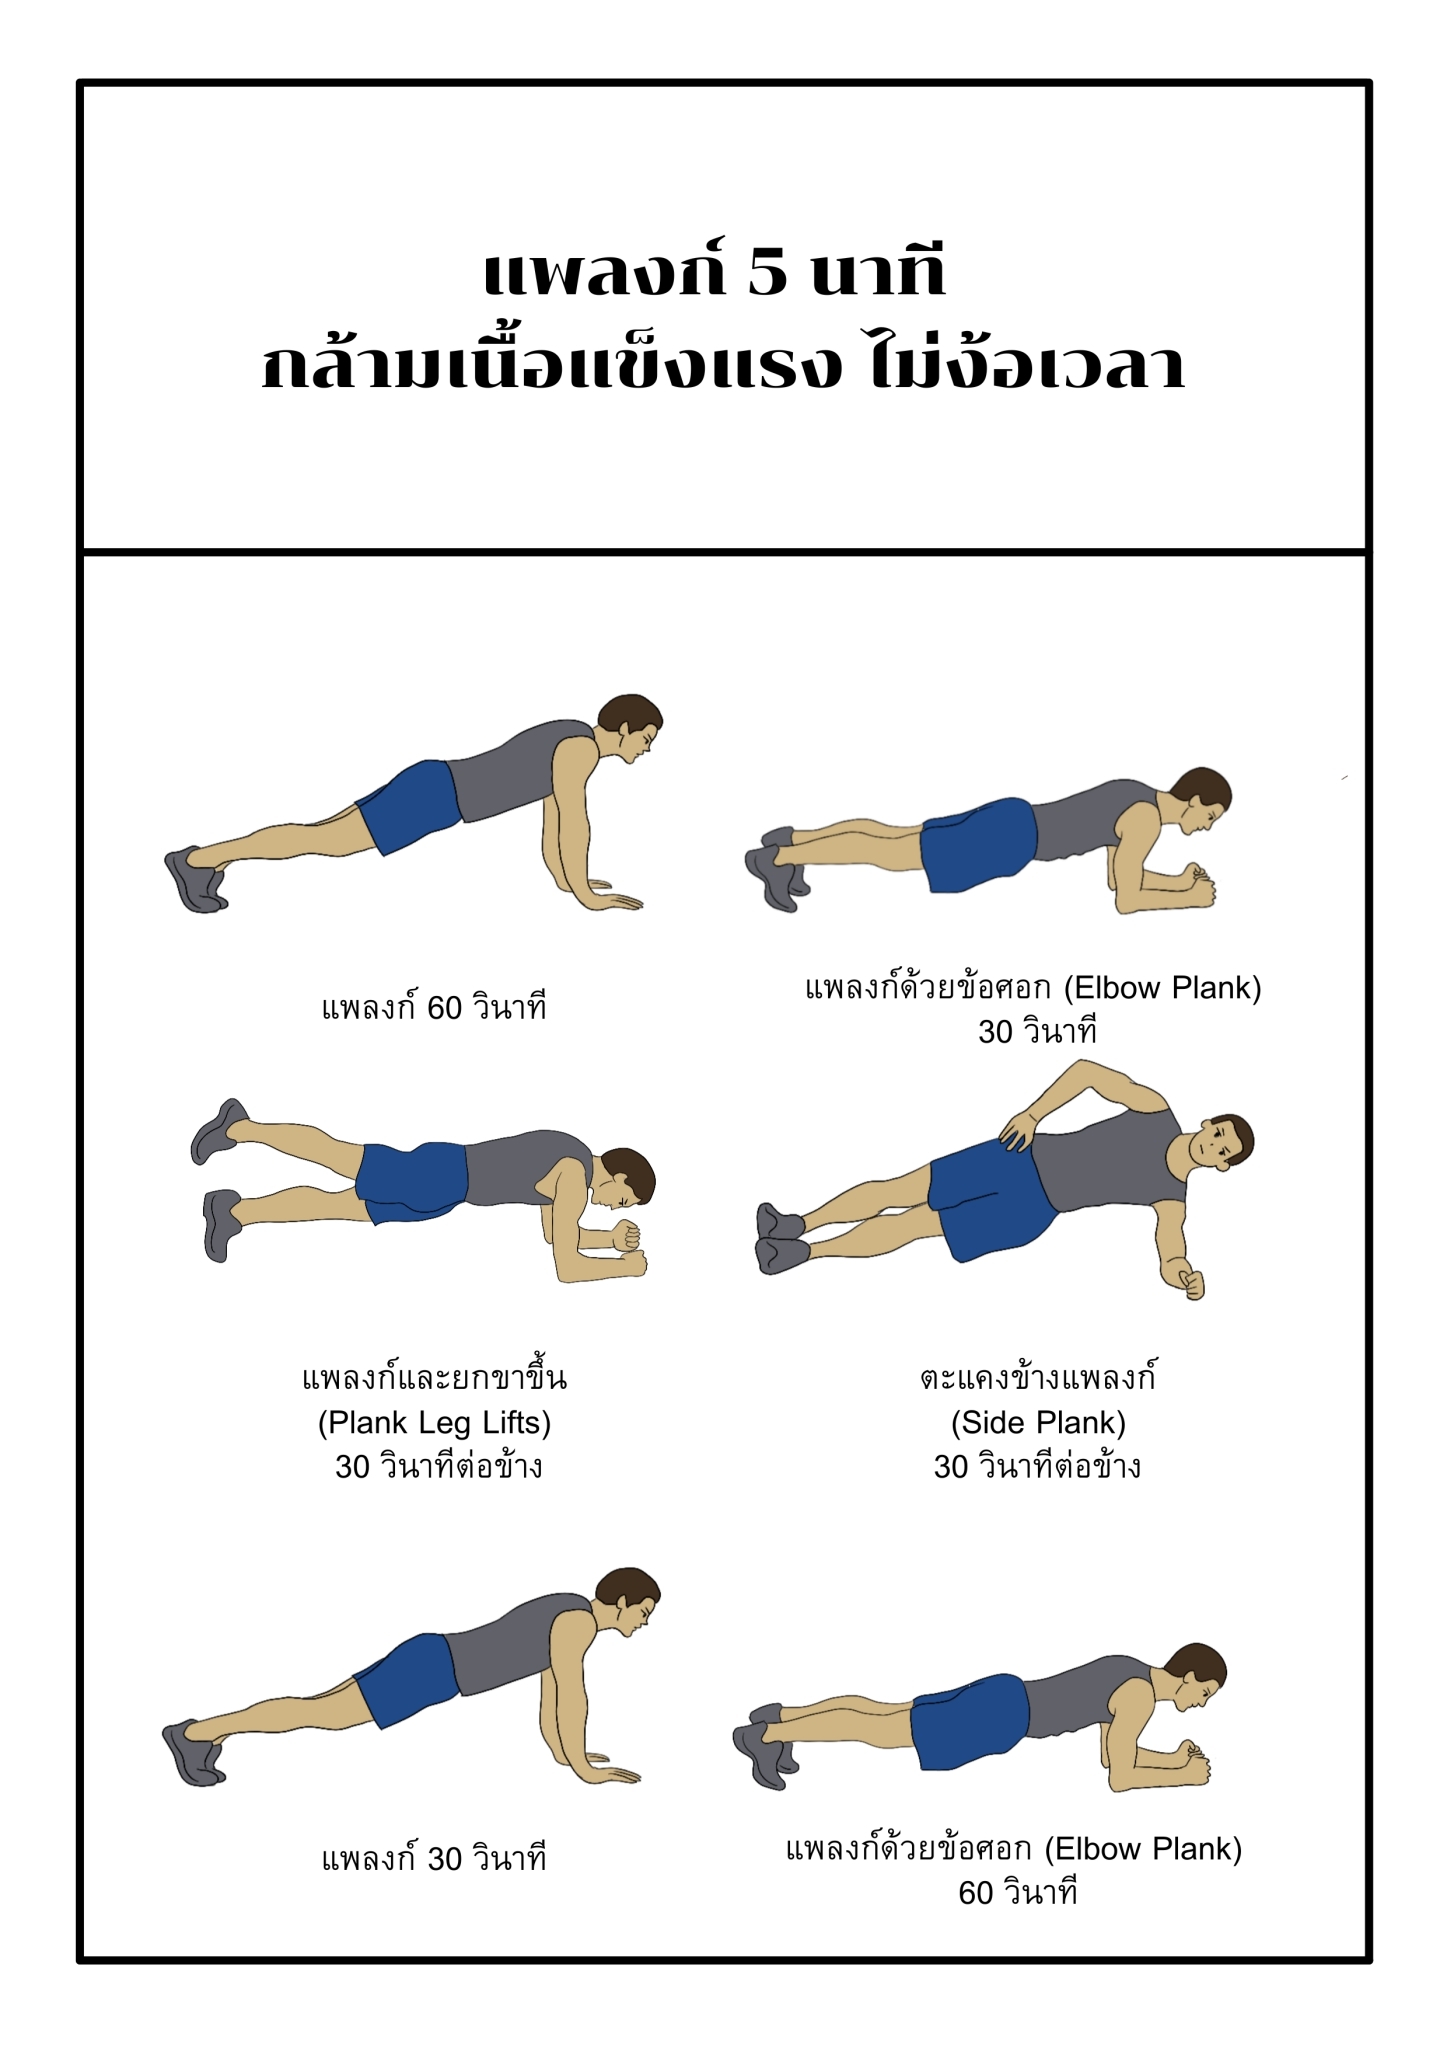 แพลงก์ 5 นาที
กล้ามเนื้อแข็งแรง ไม่ง้อเวลา
แพลงก์ 60 วินาที
แพลงก์ด้วยข้อศอก (Elbow Plank)
30 วินาที
แพลงก์และยกขาขึ้น
(Plank Leg Lifts)
30 วินาทีต่อข้าง
ตะแคงข้างแพลงก์
(Side Plank)
30 วินาทีต่อข้าง
แพลงก์ 30 วินาที
แพลงก์ด้วยข้อศอก (Elbow Plank)
60 วินาที